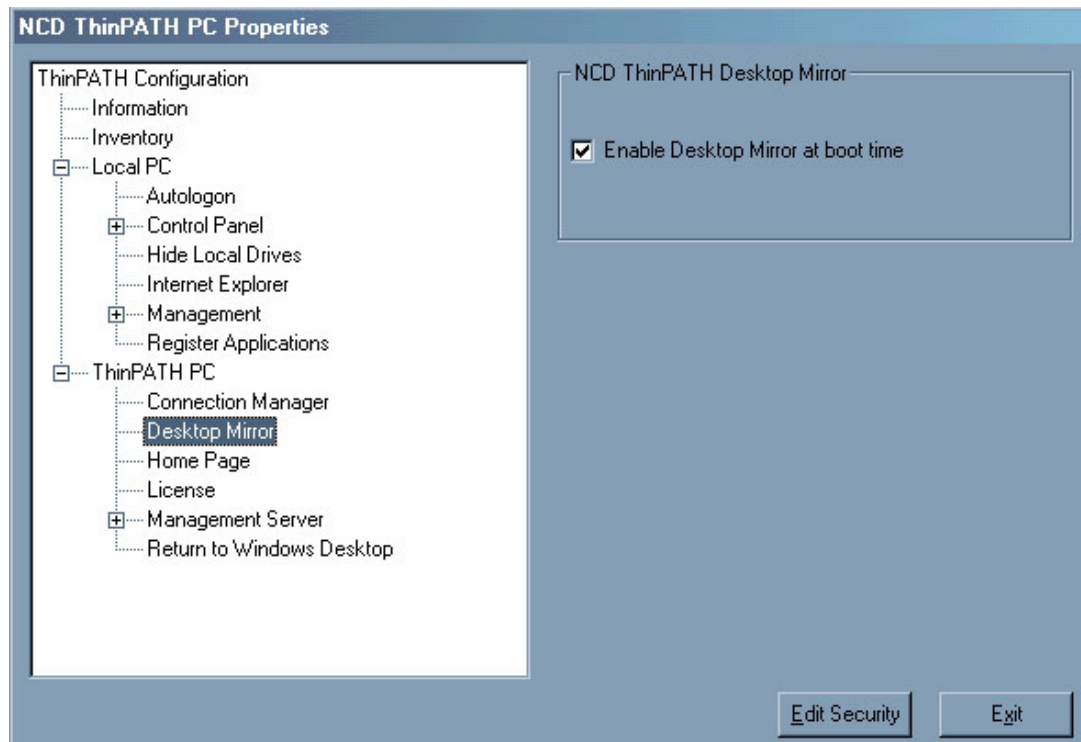 NCD ThinPATH PC Properties
ThinPATH Configuration
Information
Inventory
Local PC
Autologon
Control Panel
Hide Local Drives
Internet Explorer
Management
Register Applications
ThinPATH PC
Connection Manager
Desktop Mirror
Home Page
License
Management Server
Return to Windows Desktop
NCD ThinPATH Desktop Mirror
Enable Desktop Mirror at boot time
Edit Security
Exit